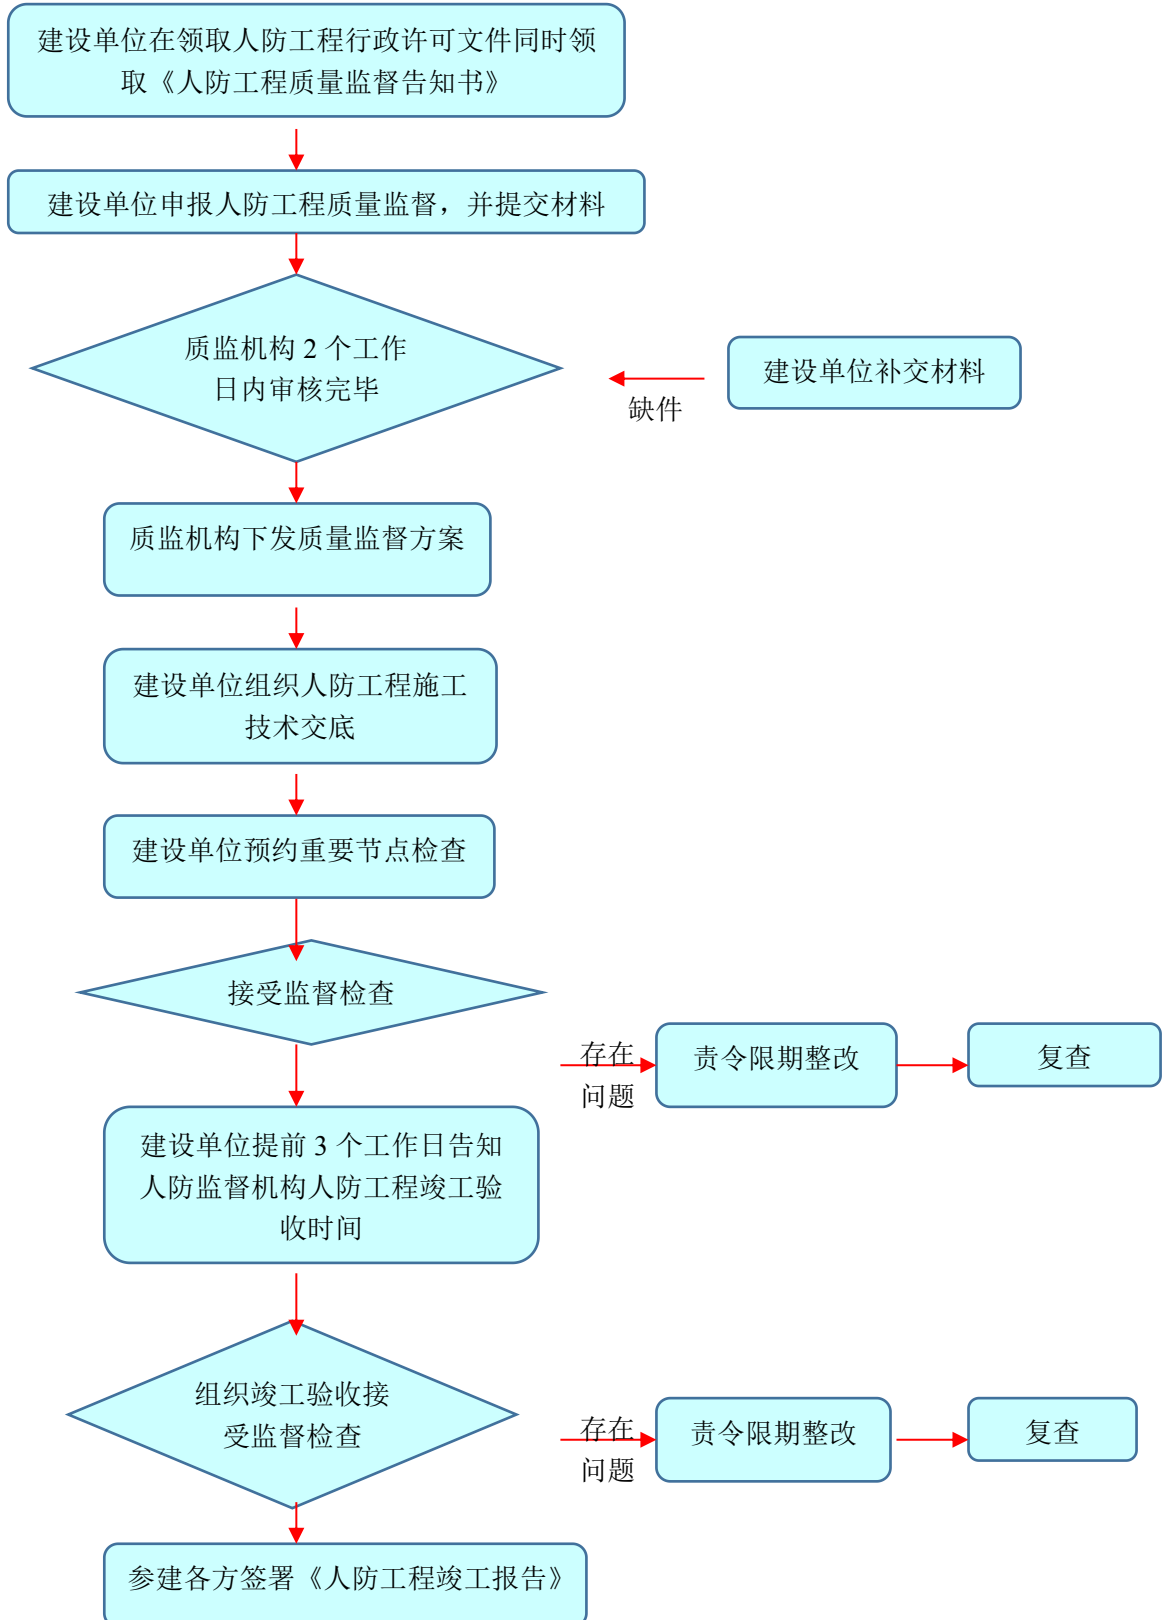 建设单位在领取人防工程行政许可文件同时领
取《人防工程质量监督告知书》
建设单位申报人防工程质量监督，并提交材料
质监机构 2 个工作
日内审核完毕
建设单位补交材料
缺件
质监机构下发质量监督方案
建设单位组织人防工程施工
技术交底
建设单位预约重要节点检查
接受监督检查
存在
问题
责令限期整改
复查
建设单位提前 3 个工作日告知
人防监督机构人防工程竣工验
收时间
组织竣工验收接
受监督检查
存在
问题
责令限期整改
复查
参建各方签署《人防工程竣工报告》